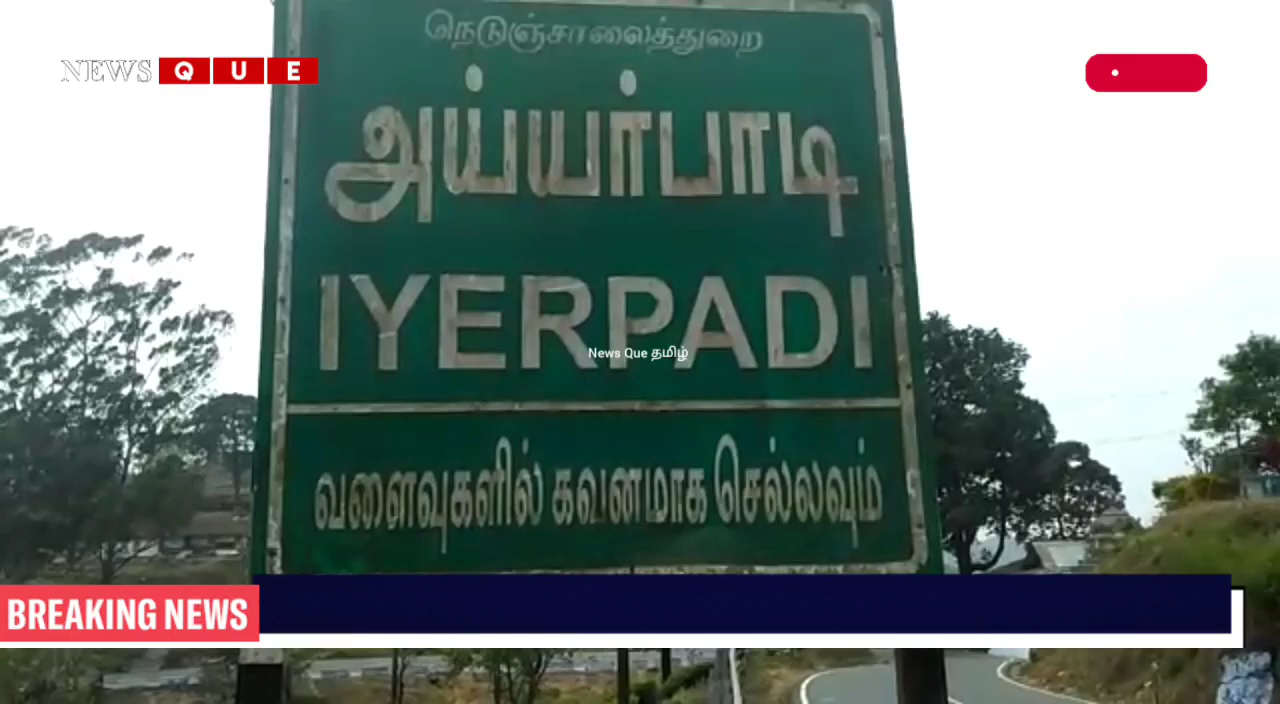 நெடுஞ்சாலைத்துறை
NEWS QUE
அய்யர்பாடி
IYERPADI
News Que தமிழ்
வளைவுகளில் கவனமாக செல்லவும்
BREAKING NEWS